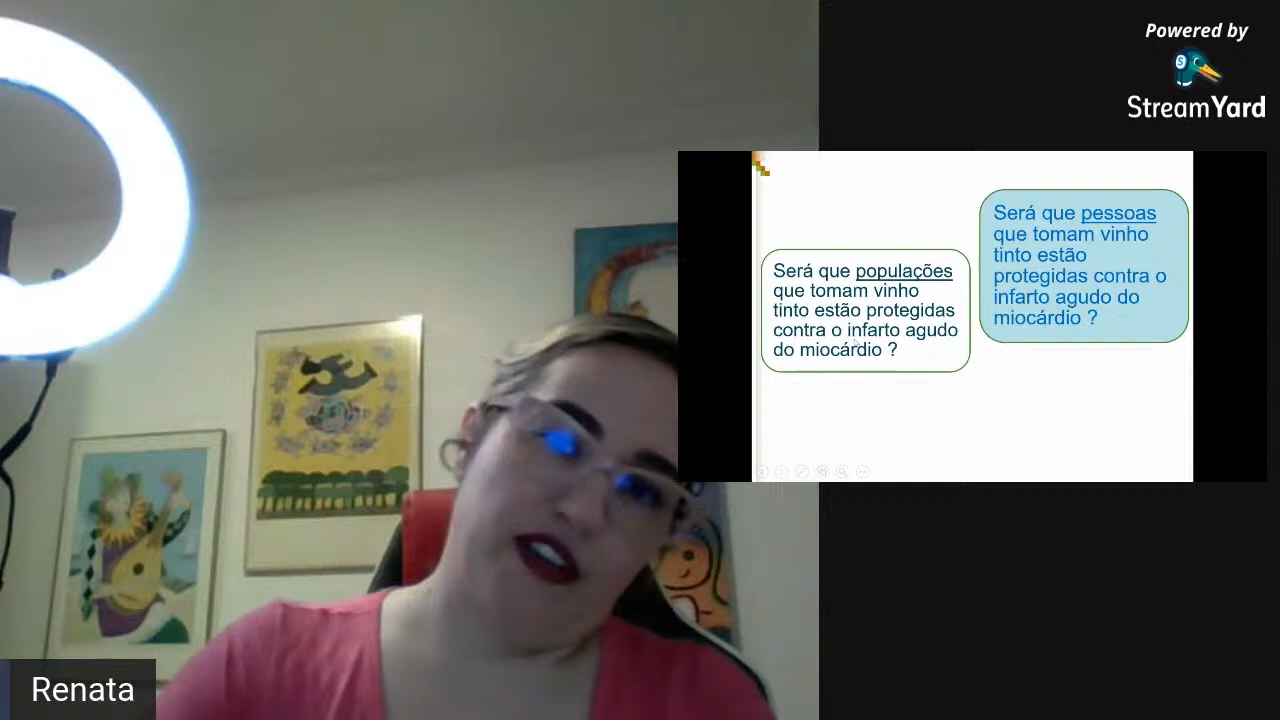 Powered by
StreamYard
Será que populações
que tomam vinho
tinto estão protegidas
contra o infarto agudo
do miocárdio ?
Será que pessoas
que tomam vinho
tinto estão
protegidas contra o
infarto agudo do
miocárdio ?
Renata